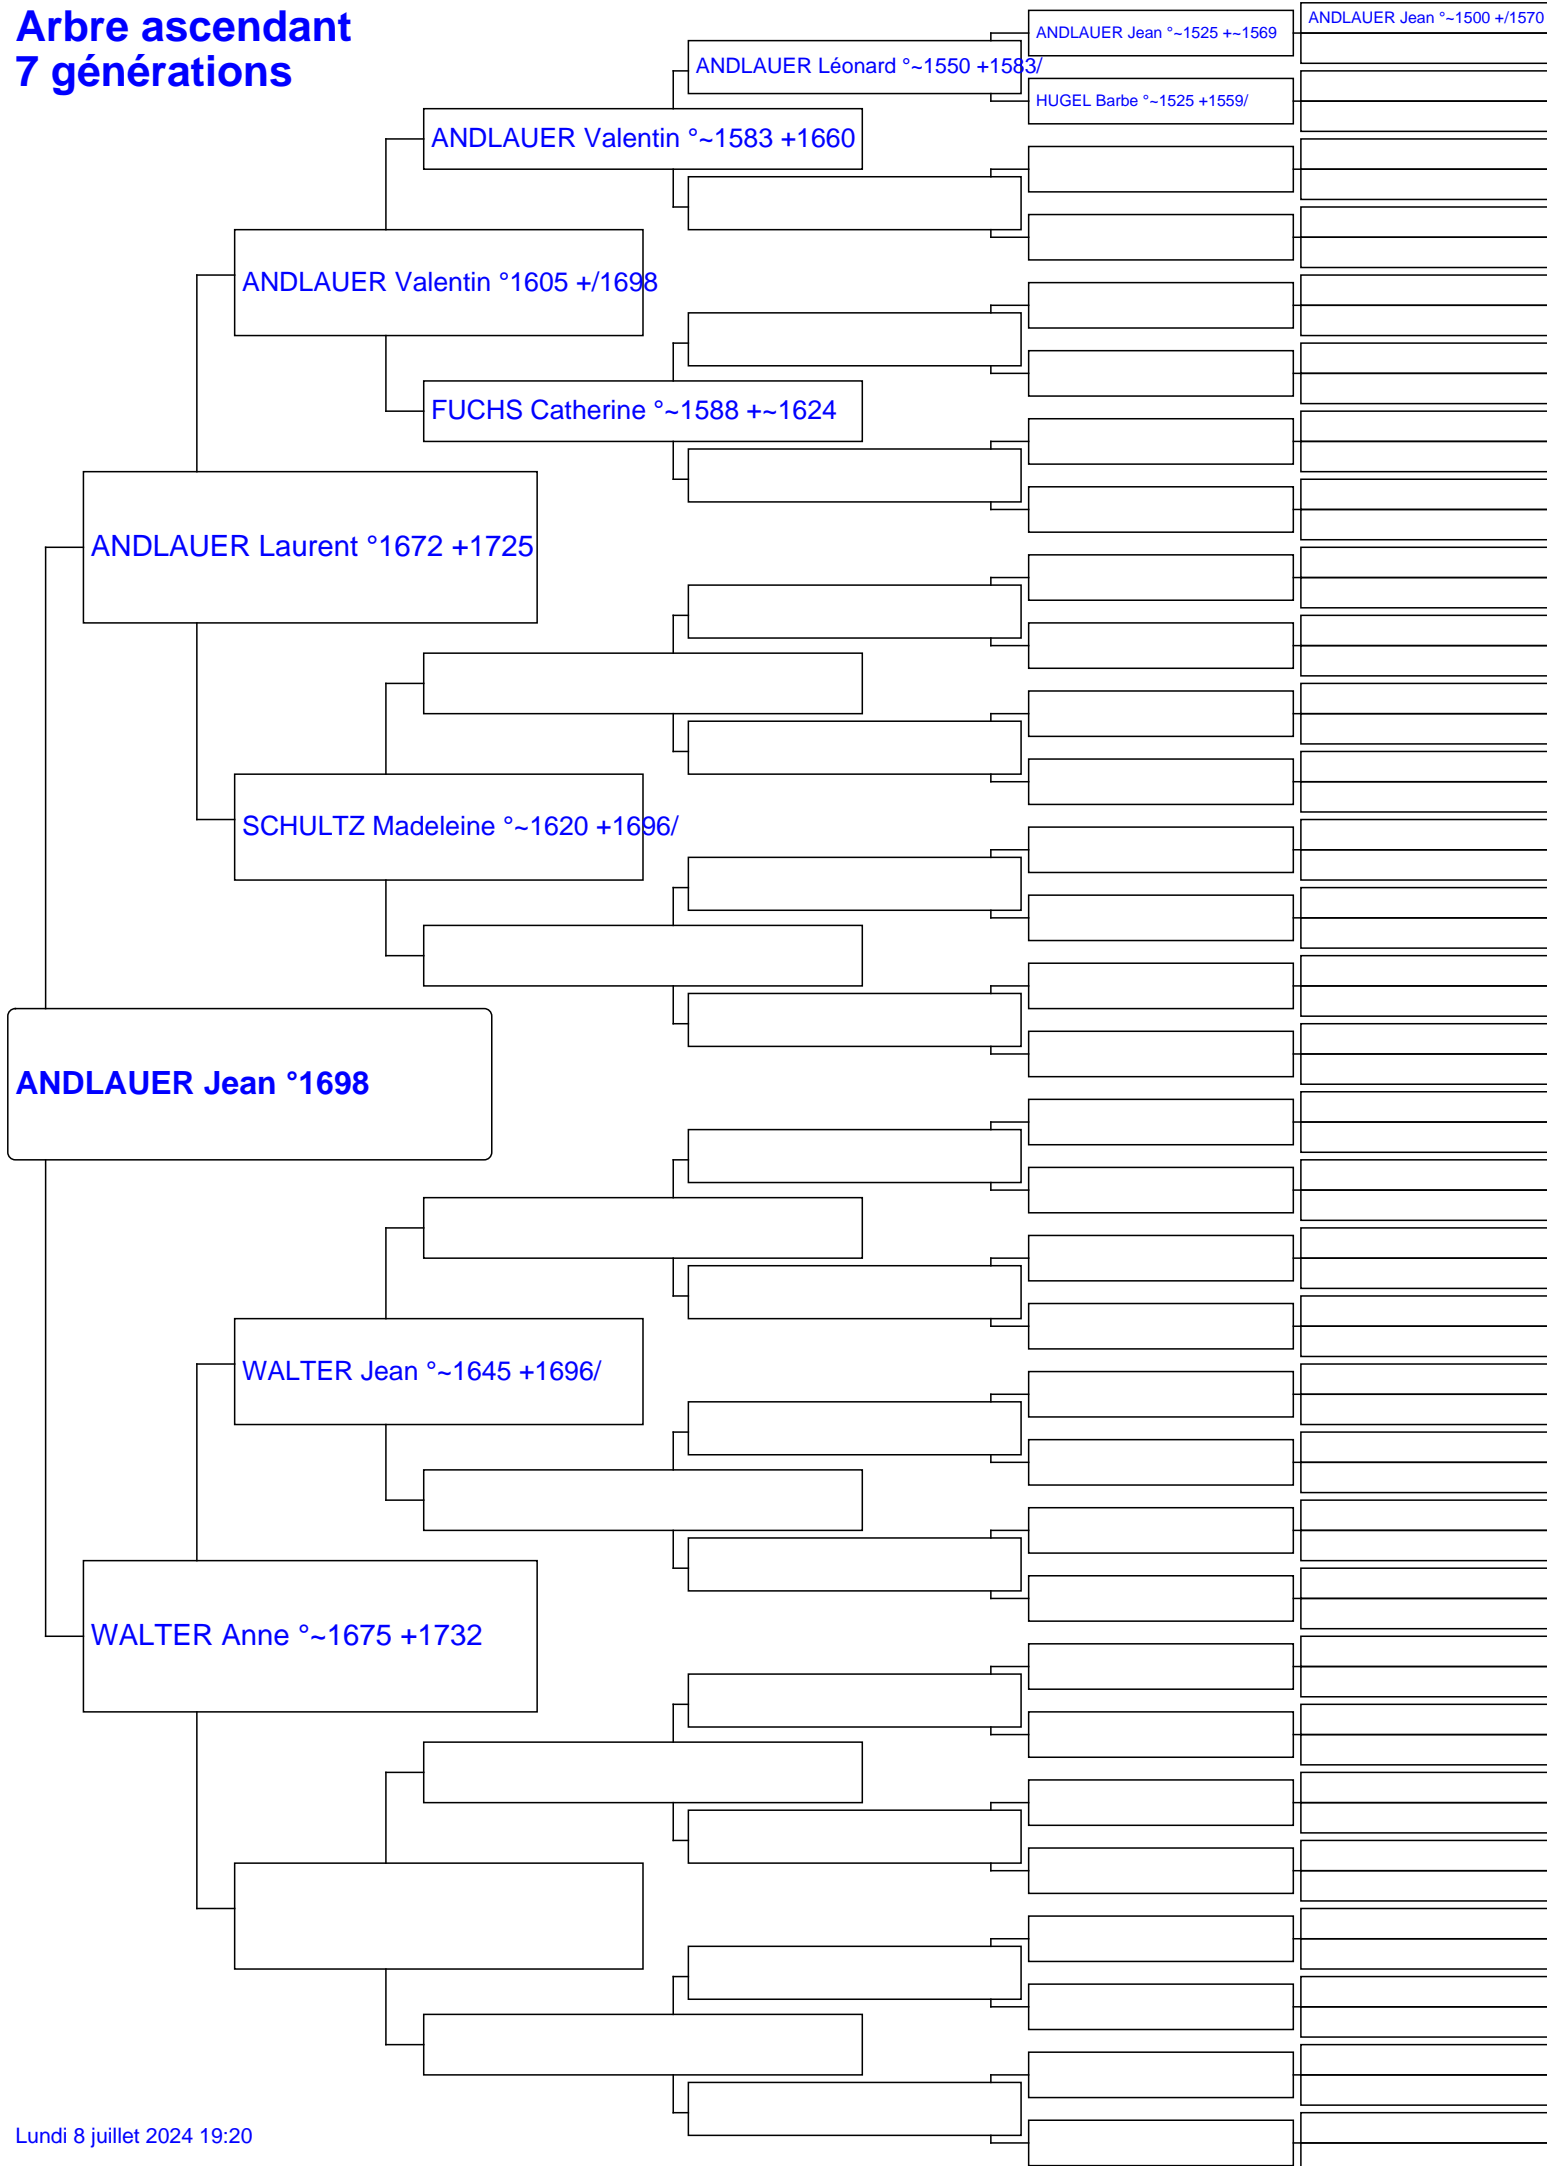 Arbre ascendant
7 générations
ANDLAUER Jean °~1500 +/1570
ANDLAUER Jean °~1525 +~1569
ANDLAUER Léonard °~1550 +1583/
HUGEL Barbe °~1525 +1559/
ANDLAUER Valentin °~1583 +1660
ANDLAUER Valentin °1605 +/1698
FUCHS Catherine °~1588 +~1624
ANDLAUER Laurent °1672 +1725
SCHULTZ Madeleine °~1620 +1696/
ANDLAUER Jean °1698
WALTER Jean °~1645 +1696/
WALTER Anne °~1675 +1732
Lundi 8 juillet 2024 19:20